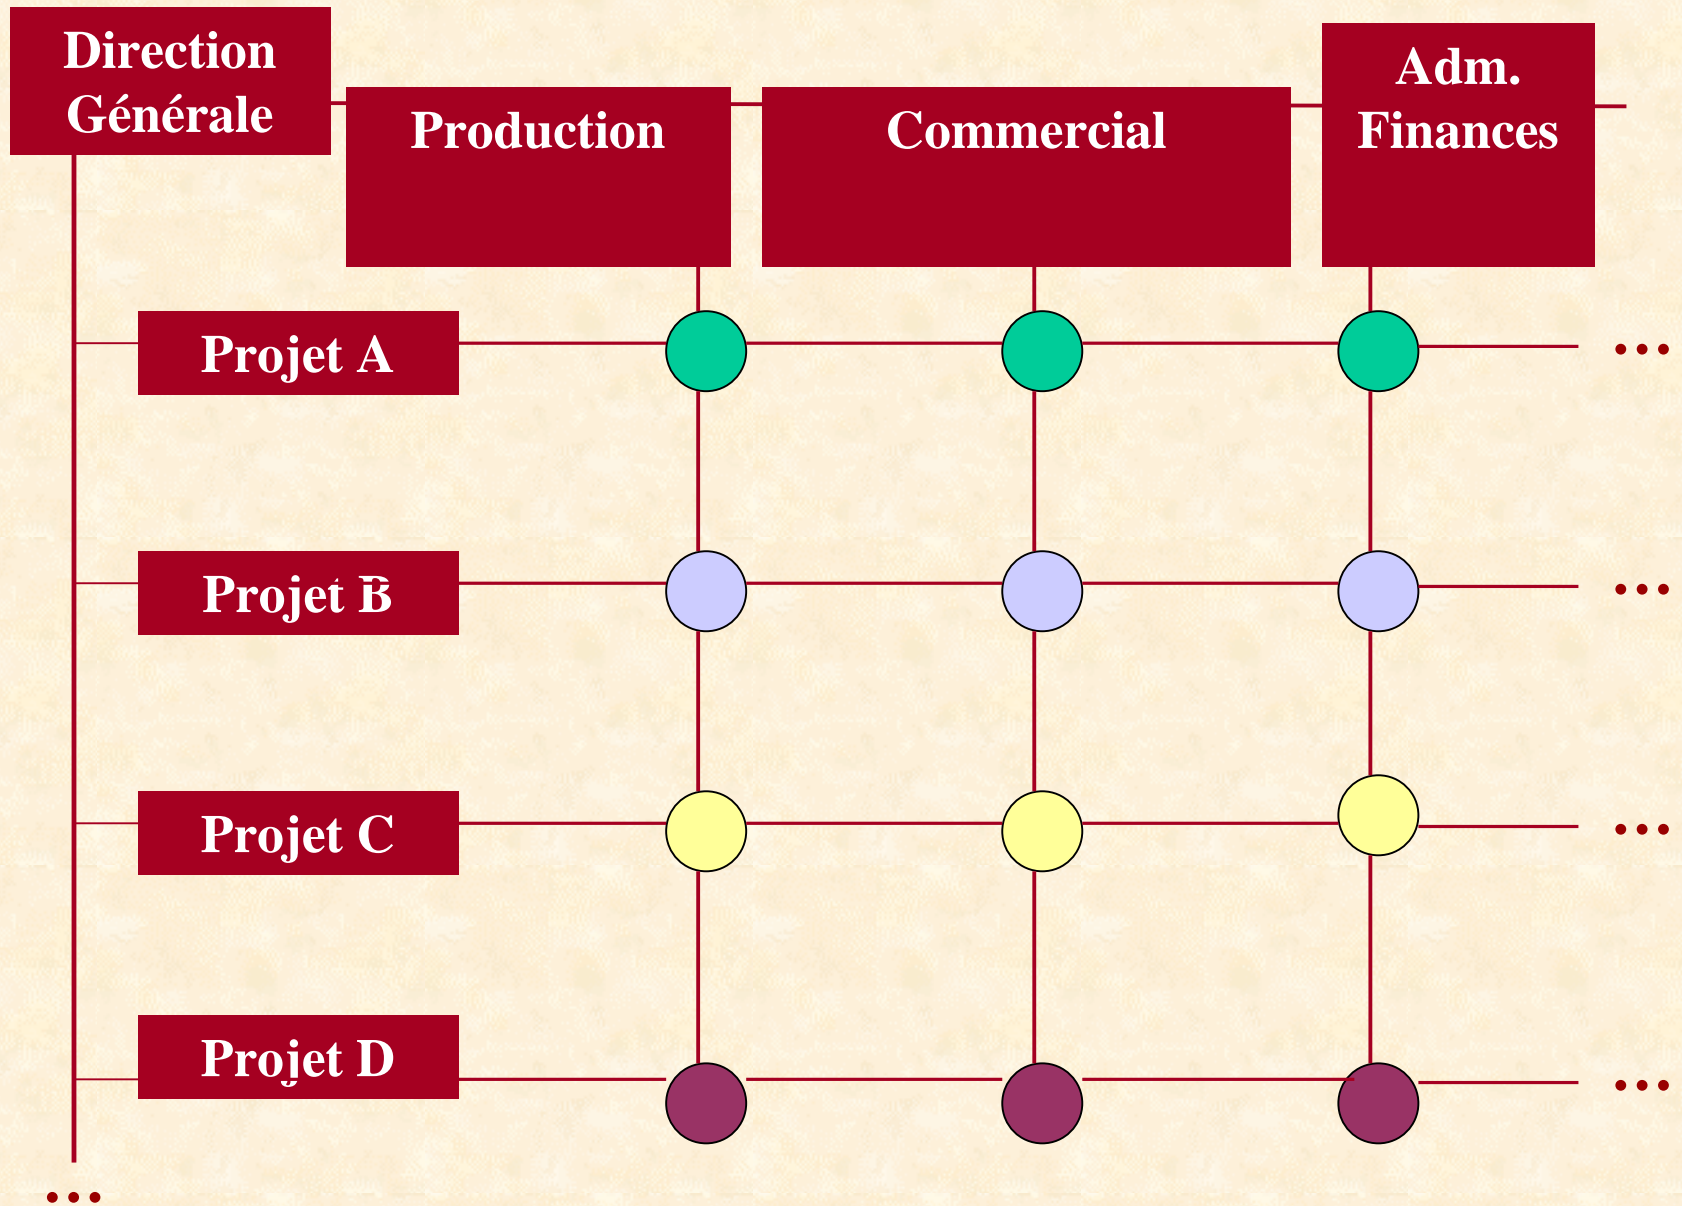 Direction
Générale
Production
Commercial
Adm.
Finances
Projet A
...
Projet B
...
Projet C
...
Projet D
...
...